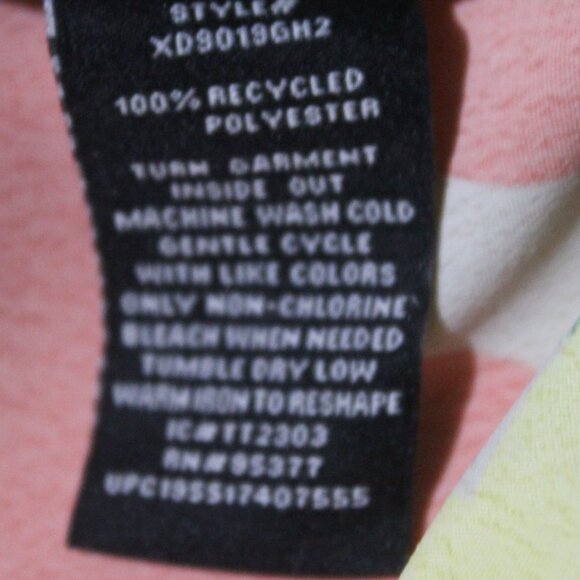 STYLE#
XD9019GH2
100% RECYCLED
POLYESTER
TURN GARMENT
INSIDE OUT
MACHINE WASH COLD
GENTLE CYCLE
WITH LIKE COLORS
ONLY NON-CHLORINE
BLEACH WHEN NEEDED
TUMBLE DRY LOW
WARM IRON TO RESHAPE
IC# TT2303
RN# 95377
UPC195517407555